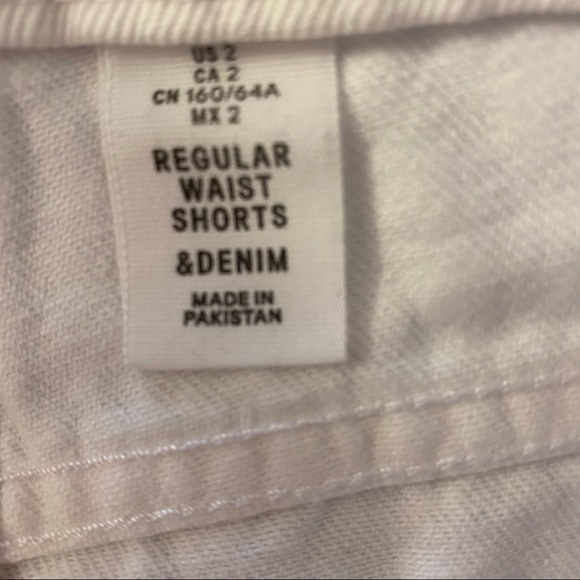 US 2
CA 2
CN 160/64A
MX 2
REGULAR
WAIST
SHORTS
&DENIM
MADE IN
PAKISTAN